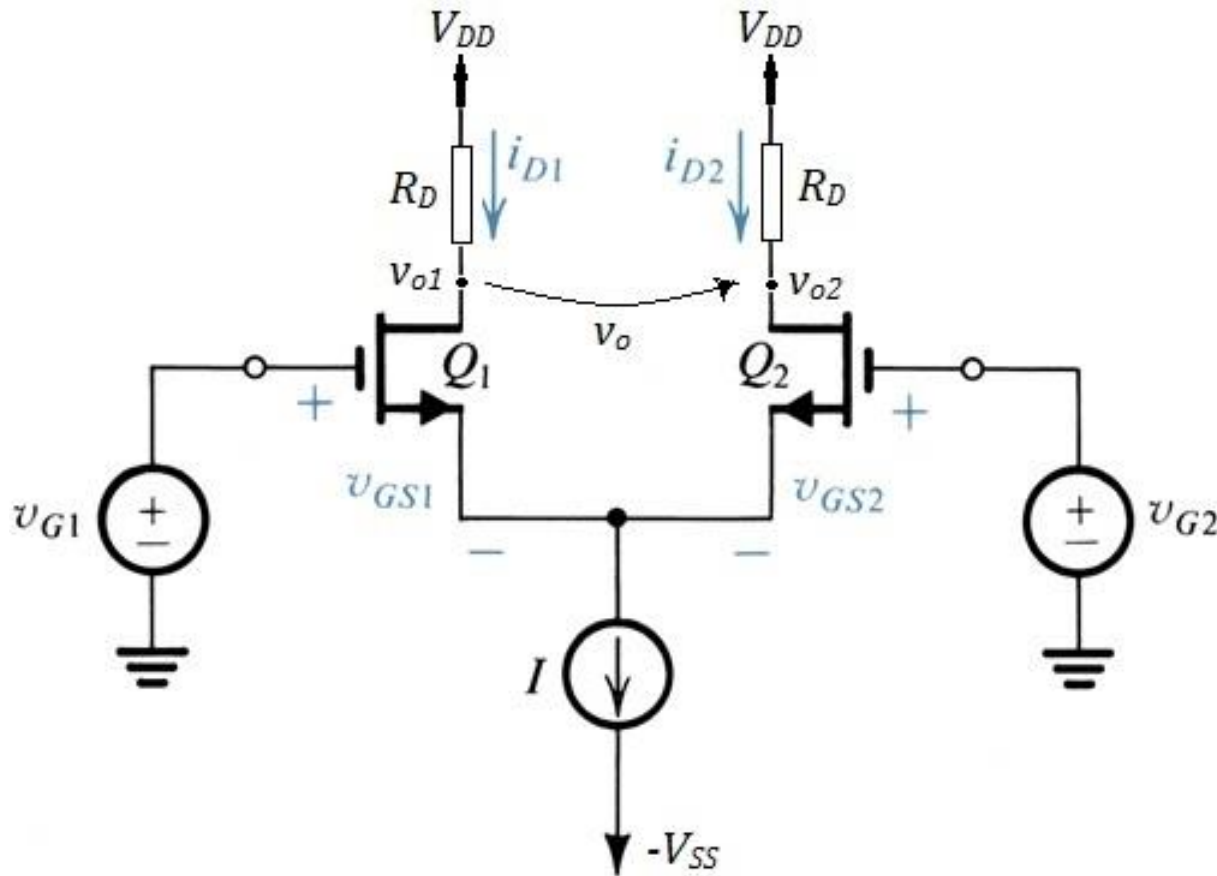 V_DD V_DD
i_D1 i_D2
R_D R_D
v_o1 v_o2
v_o
Q_1 Q_2
+ +
v_GS1 v_GS2
v_G1 + − + − v_G2
− −
I
-V_SS